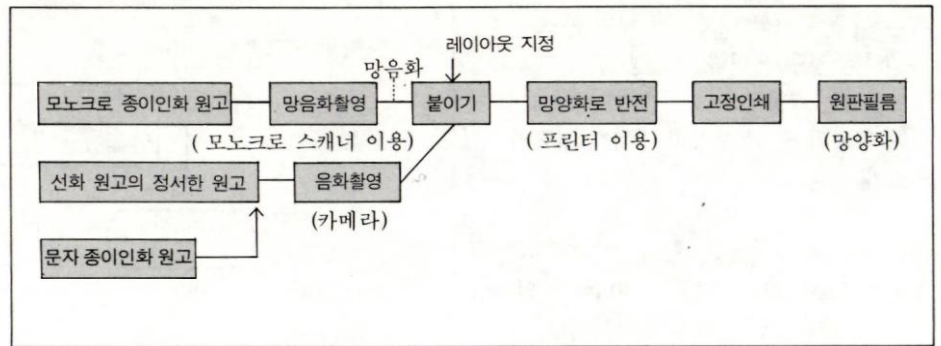 레이아웃 지정
망음화
모노크로 종이인화 원고 망음화촬영 붙이기 망양화로 반전 고정인쇄 원판필름
( 모노크로 스캐너 이용) ( 프린터 이용) (망양화)
선화 원고의 정서한 원고 음화촬영
(카메라)
문자 종이인화 원고